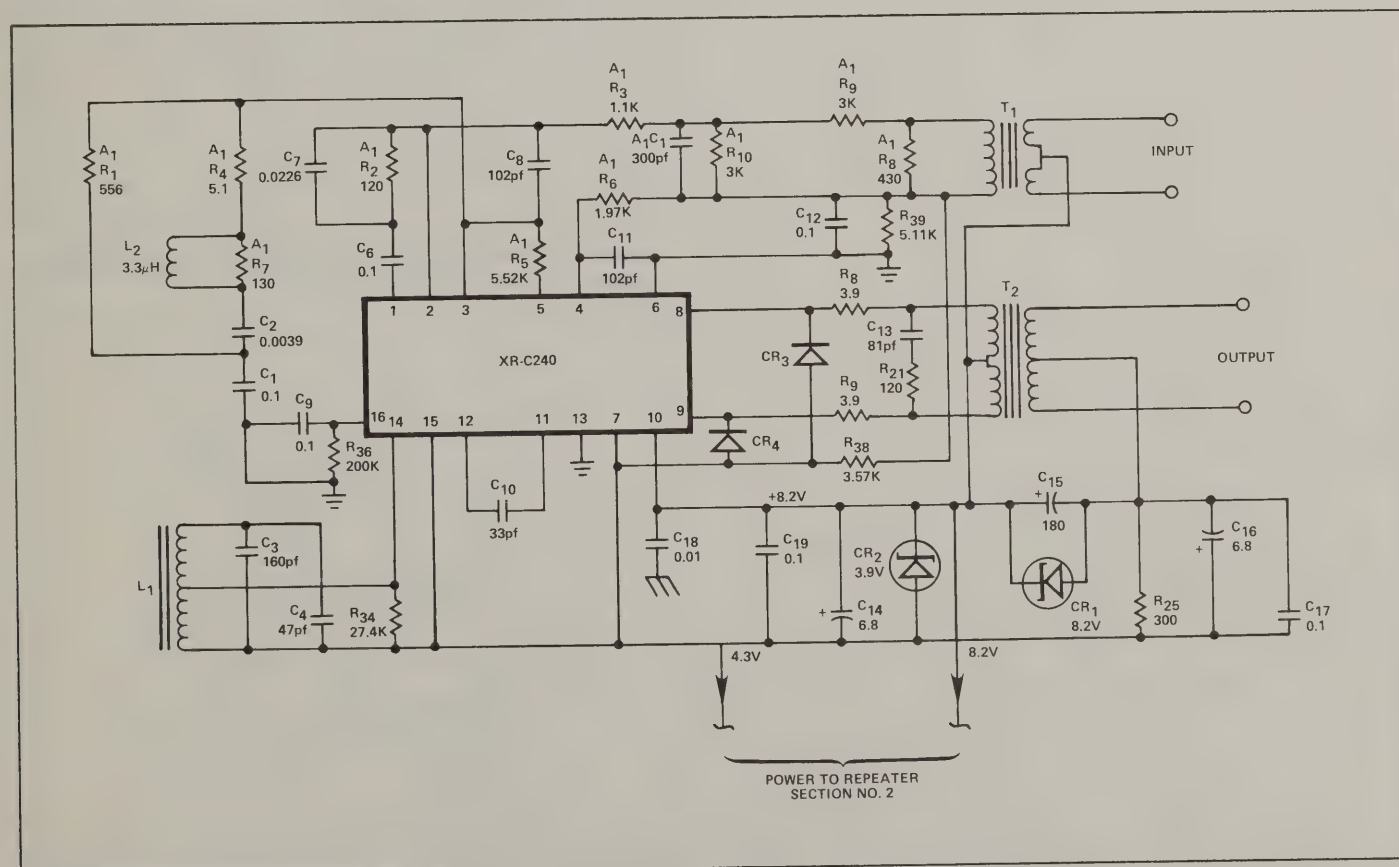 A1
R3
1.1K
A1
R9
3K
T1
INPUT
A1
R1
556
A1
R4
5.1
C7
0.0226
A1
R2
120
C8
102pf
A1C1
300pf
A1
R10
3K
A1
R8
430
A1
R6
1.97K
C12
0.1
R39
5.11K
L2
3.3µH
A1
R7
130
C6
0.1
A1
R5
5.52K
C11
102pf
C2
0.0039
1
2
3
5
4
6
8
XR-C240
R8
3.9
T2
C13
81pf
CR3
R21
120
OUTPUT
C1
0.1
C9
0.1
R36
200K
16
14
15
12
11
13
7
10
9
R9
3.9
CR4
R38
3.57K
C10
33pf
+8.2V
C15
+
180
L1
C3
160pf
C4
47pf
R34
27.4K
C18
0.01
C19
0.1
+
C14
6.8
CR2
3.9V
CR1
8.2V
R25
300
C16
6.8
+
C17
0.1
4.3V
8.2V
POWER TO REPEATER
SECTION NO. 2